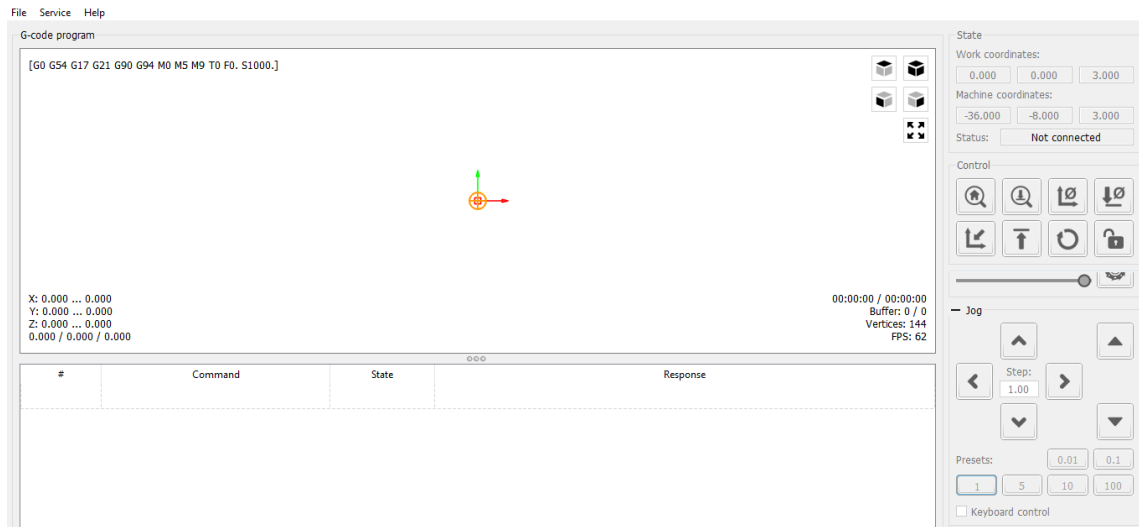 File Service Help
G-code program
[G0 G54 G17 G21 G90 G94 M0 M5 M9 T0 F0. S1000.]
X: 0.000 ... 0.000
Y: 0.000 ... 0.000
Z: 0.000 ... 0.000
0.000 / 0.000 / 0.000
00:00:00 / 00:00:00
Buffer: 0 / 0
Vertices: 144
FPS: 62
# Command State Response
State
Work coordinates:
0.000 0.000 3.000
Machine coordinates:
-36.000 -8.000 3.000
Status: Not connected
Control
Jog
Step:
1.00
Presets: 0.01 0.1
1 5 10 100
Keyboard control